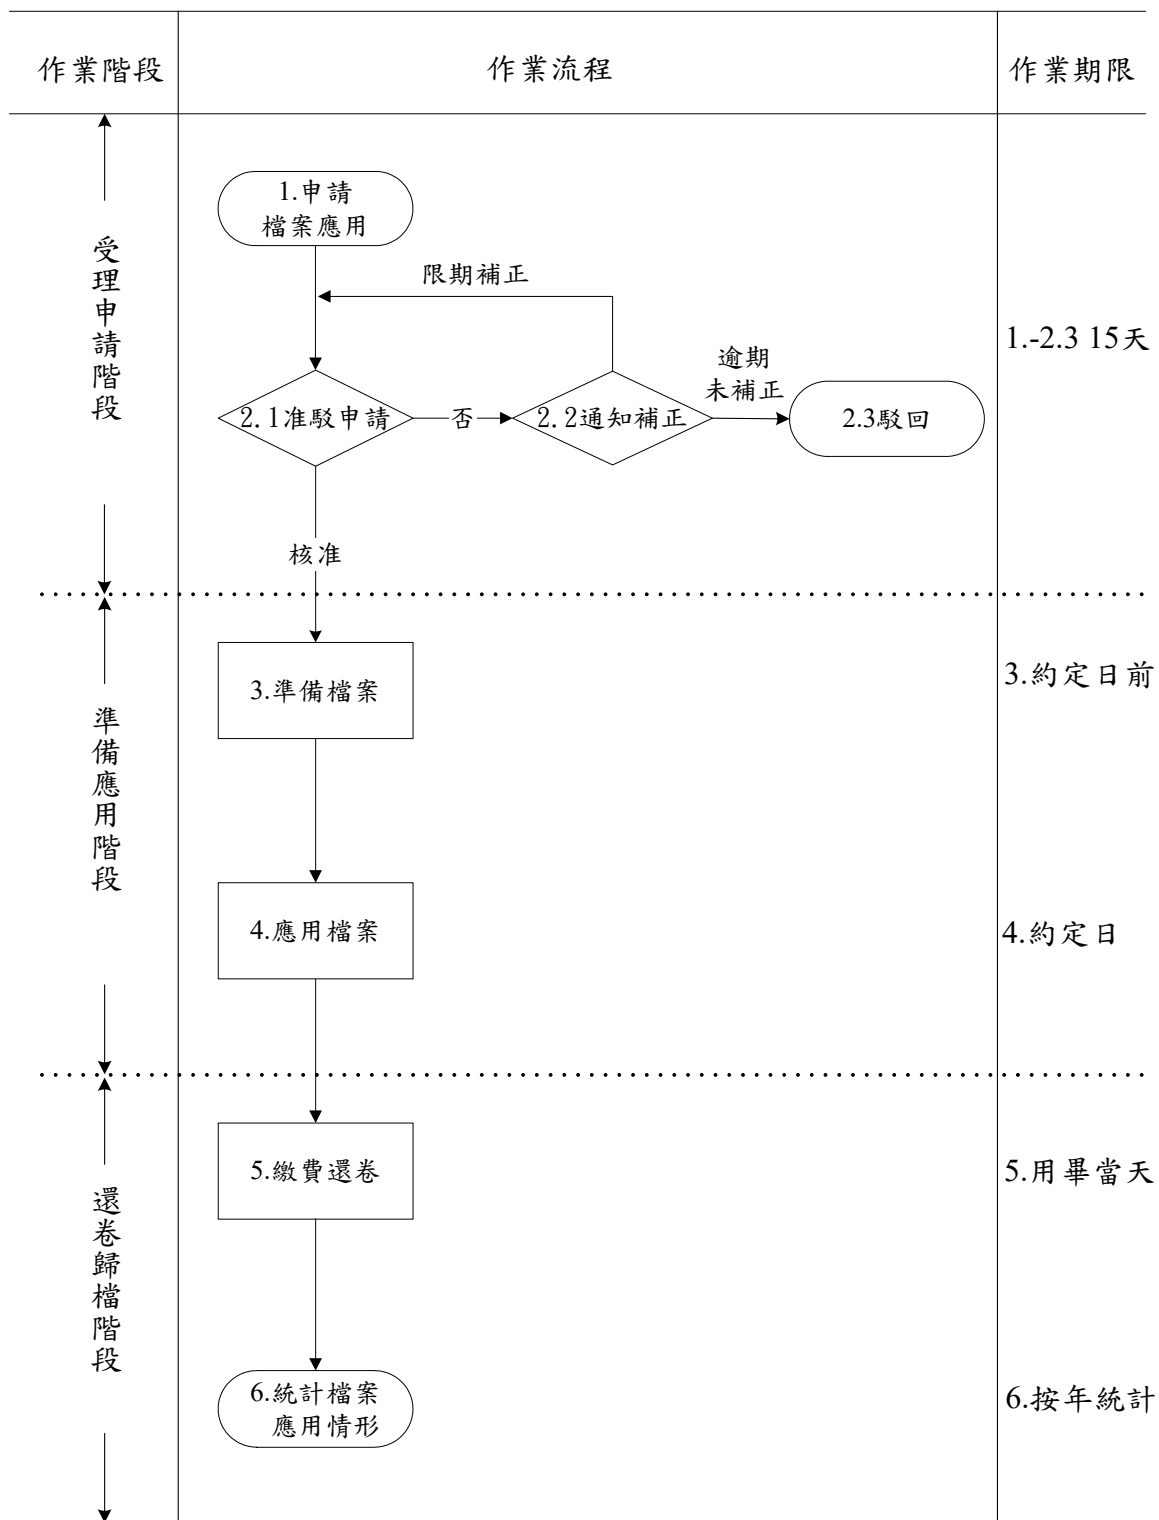 作業階段
作業流程
作業期限
受理申請階段
1.申請
檔案應用
限期補正
2.1准駁申請
否
2.2通知補正
逾期
未補正
2.3駁回
核准
1.-2.3 15天
準備應用階段
3.準備檔案
3.約定日前
4.應用檔案
4.約定日
還卷歸檔階段
5.繳費還卷
5.用畢當天
6.統計檔案
應用情形
6.按年統計